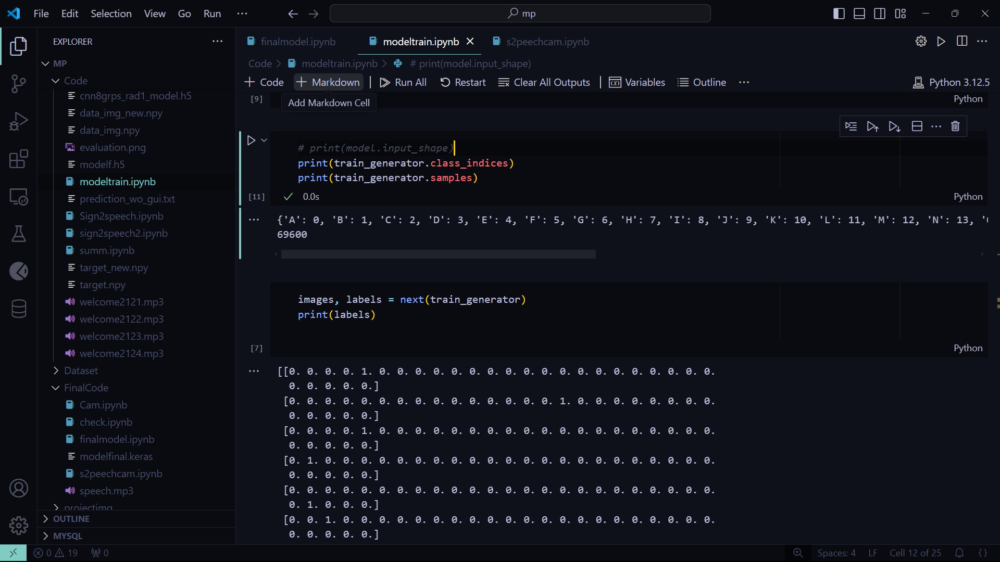 File Edit Selection View Go Run ···
mp
EXPLORER
MP
Code
cnn8grps_rad1_model.h5
data_img_new.npy
data_img.npy
evaluation.png
modelf.h5
modeltrain.ipynb
prediction_wo_gui.txt
Sign2speech.ipynb
sign2speech2.ipynb
summ.ipynb
target_new.npy
target.npy
welcome2121.mp3
welcome2122.mp3
welcome2123.mp3
welcome2124.mp3
Dataset
FinalCode
Cam.ipynb
check.ipynb
finalmodel.ipynb
modelfinal.keras
s2peechcam.ipynb
speech.mp3
projectimg
OUTLINE
MYSQL
finalmodel.ipynb modeltrain.ipynb s2peechcam.ipynb
Code > modeltrain.ipynb > # print(model.input_shape)
+ Code + Markdown Run All Restart Clear All Outputs Variables Outline ··· Python 3.12.5
[9] Python
Add Markdown Cell
# print(model.input_shape)
print(train_generator.class_indices)
print(train_generator.samples)
[11] 0.0s Python
{'A': 0, 'B': 1, 'C': 2, 'D': 3, 'E': 4, 'F': 5, 'G': 6, 'H': 7, 'I': 8, 'J': 9, 'K': 10, 'L': 11, 'M': 12, 'N': 13, '
69600
images, labels = next(train_generator)
print(labels)
[7] Python
[[0. 0. 0. 0. 1. 0. 0. 0. 0. 0. 0. 0. 0. 0. 0. 0. 0. 0. 0. 0. 0. 0. 0. 0.
0. 0. 0. 0. 0.]
[0. 0. 0. 0. 0. 0. 0. 0. 0. 0. 0. 0. 0. 0. 0. 1. 0. 0. 0. 0. 0. 0. 0. 0.
0. 0. 0. 0. 0.]
[0. 0. 0. 0. 1. 0. 0. 0. 0. 0. 0. 0. 0. 0. 0. 0. 0. 0. 0. 0. 0. 0. 0. 0.
0. 0. 0. 0. 0.]
[0. 1. 0. 0. 0. 0. 0. 0. 0. 0. 0. 0. 0. 0. 0. 0. 0. 0. 0. 0. 0. 0. 0. 0.
0. 0. 0. 0. 0.]
[0. 0. 0. 0. 0. 0. 0. 0. 0. 0. 0. 0. 0. 0. 0. 0. 0. 0. 0. 0. 0. 0. 0. 0.
0. 1. 0. 0. 0.]
[0. 0. 1. 0. 0. 0. 0. 0. 0. 0. 0. 0. 0. 0. 0. 0. 0. 0. 0. 0. 0. 0. 0. 0.
0. 0. 0. 0. 0.]
0 19 0 Spaces: 4 LF Cell 12 of 25 {}